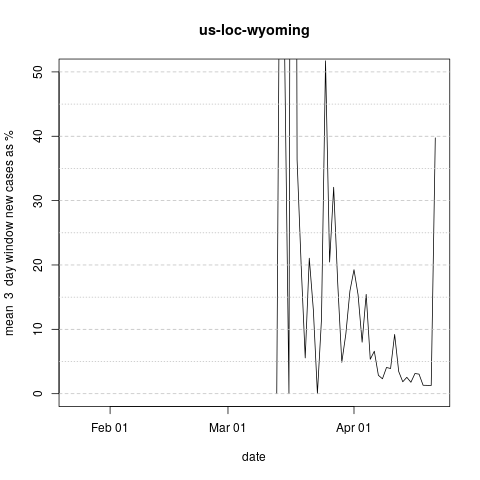 us-loc-wyoming
mean 3 day window new cases as %
50
40
30
20
10
0
Feb 01
Mar 01
Apr 01
date